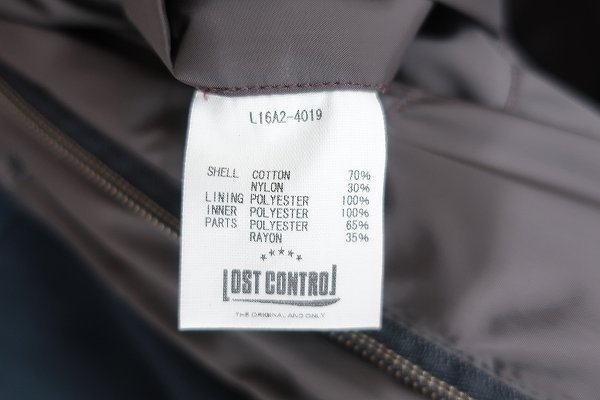 L16A2-4019
SHELL COTTON 70%
NYLON 30%
LINING POLYESTER 100%
INNER POLYESTER 100%
PARTS POLYESTER 65%
RAYON 35%
LOST CONTROL
THE ORIGINAL AND ONLY